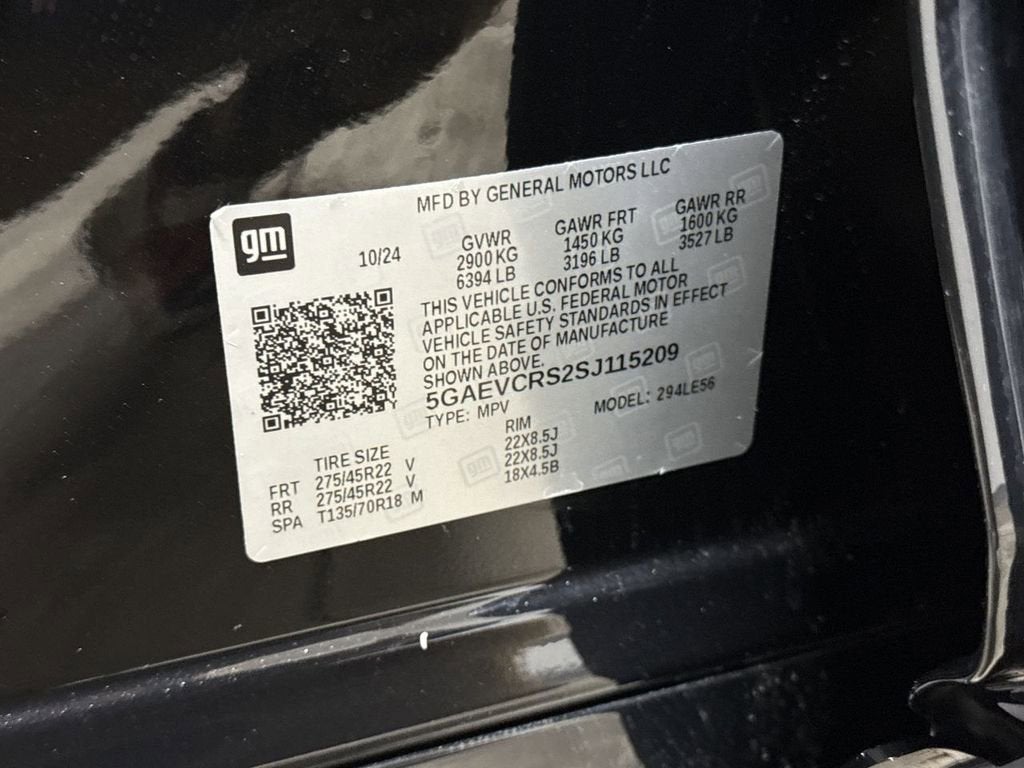 MFD BY GENERAL MOTORS LLC
gm
10/24
GVWR GAWR FRT GAWR RR
2900 KG 1450 KG 1600 KG
6394 LB 3196 LB 3527 LB
THIS VEHICLE CONFORMS TO ALL
APPLICABLE U.S. FEDERAL MOTOR
VEHICLE SAFETY STANDARDS IN EFFECT
ON THE DATE OF MANUFACTURE
SHOWN ABOVE.
5GAEVCRS2SJ115209
TYPE: MPV MODEL: 294LE56
TIRE SIZE RIM
FRT 275/45R22 V 22X8.5J
RR 275/45R22 V 22X8.5J
SPA T135/70R18 M 18X4.5B